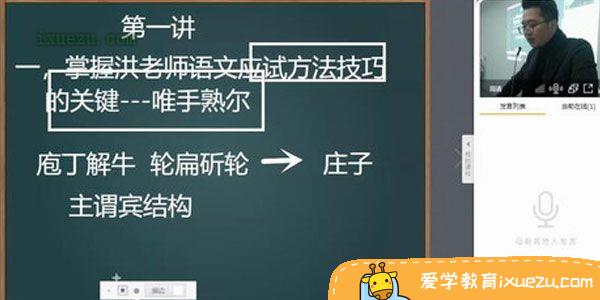 第一讲
ixuezu.com
一，掌握洪老师语文应试方法技巧
的关键---唯手熟尔
庖丁解牛 轮扁斫轮 → 庄子
主谓宾结构
发言列表
当前在线(1)
爱学教育ixuezu.com